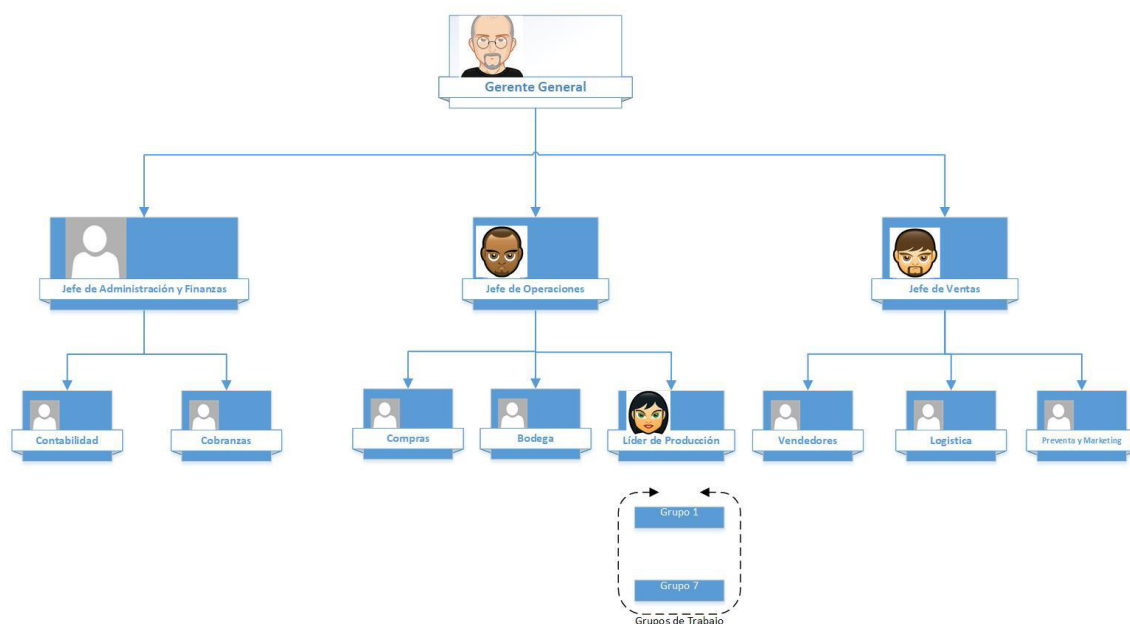 Gerente General
Jefe de Administración y Finanzas
Jefe de Operaciones
Jefe de Ventas
Contabilidad
Cobranzas
Compras
Bodega
Líder de Producción
Vendedores
Logistica
Preventa y Marketing
Grupo 1
Grupo 7
Grupos de Trabajo